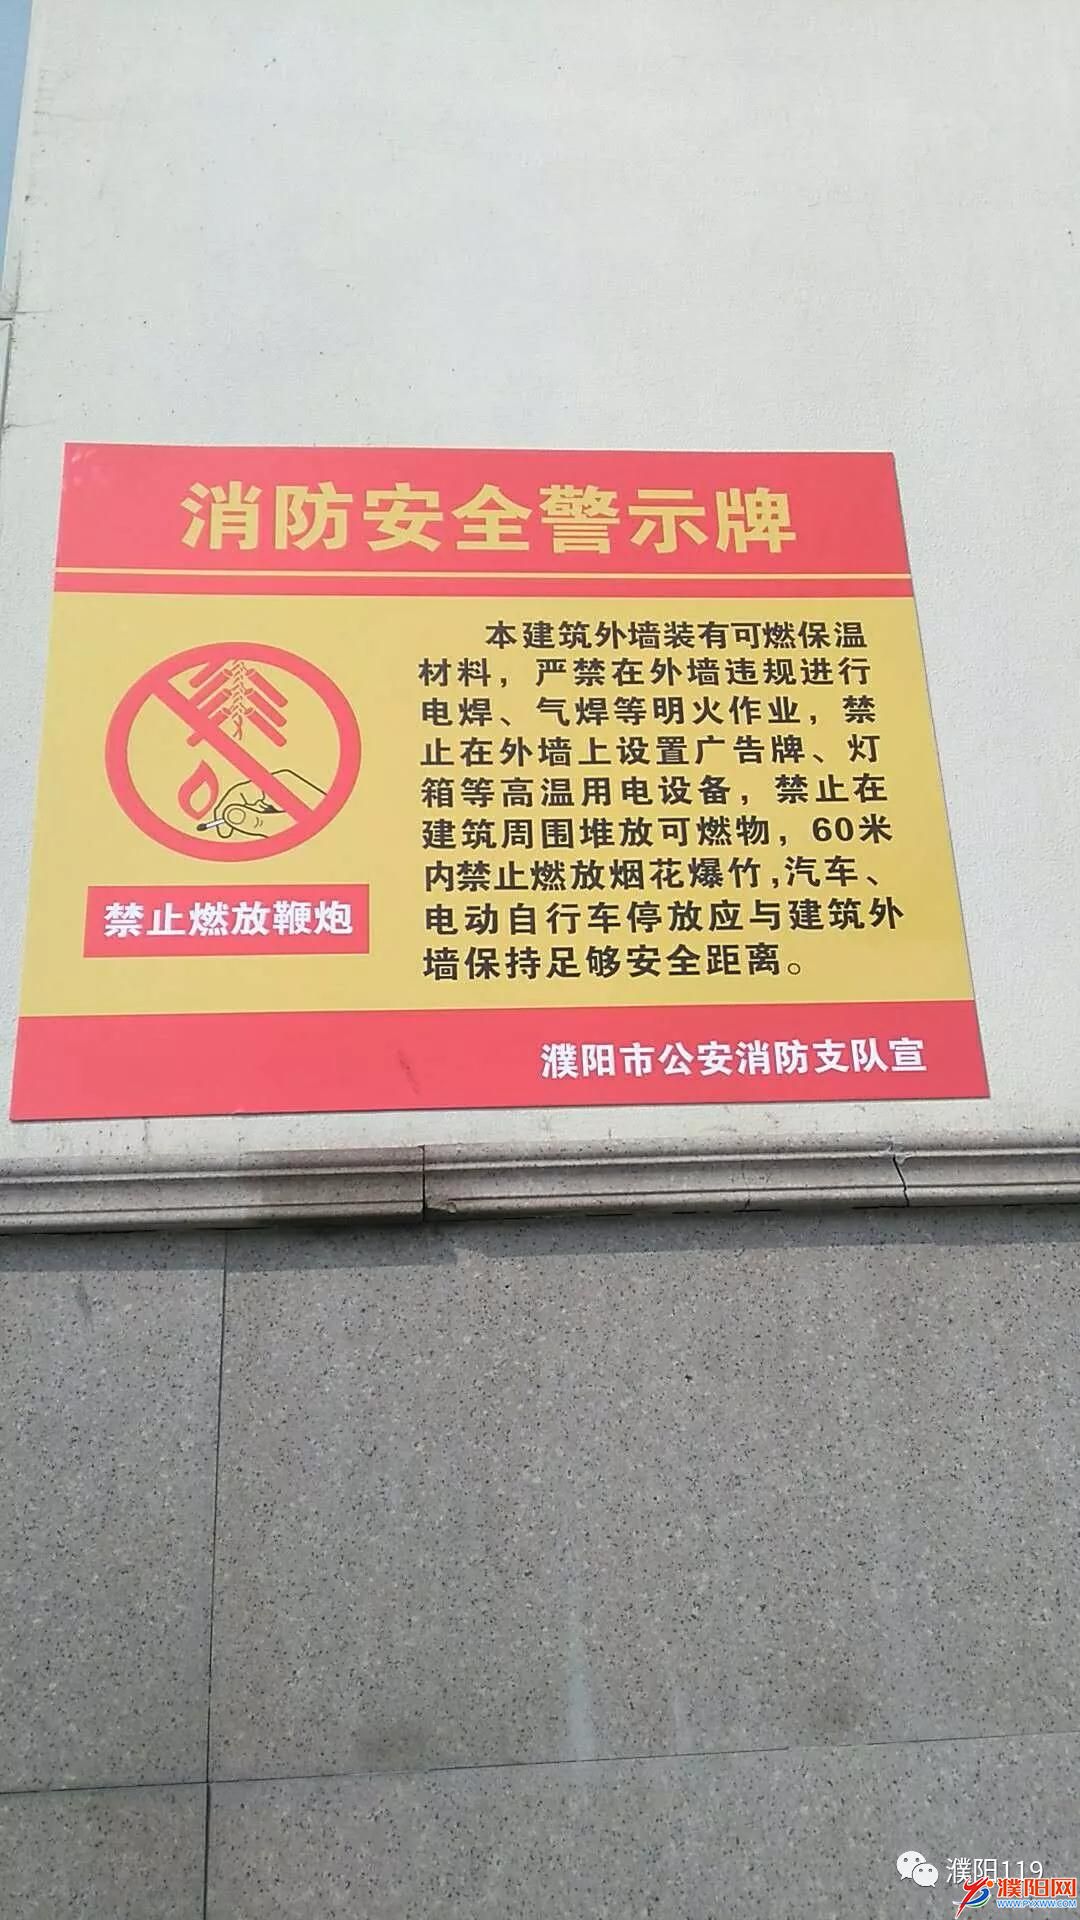 消防安全警示牌
本建筑外墙装有可燃保温
材料，严禁在外墙违规进行
电焊、气焊等明火作业，禁
止在外墙上设置广告牌、灯
箱等高温用电设备，禁止在
建筑周围堆放可燃物，60米
内禁止燃放烟花爆竹，汽车、
电动自行车停放应与建筑外
墙保持足够安全距离。
禁止燃放鞭炮
濮阳市公安消防支队宣
濮阳119
濮阳网
WWW.PYXWW.COM